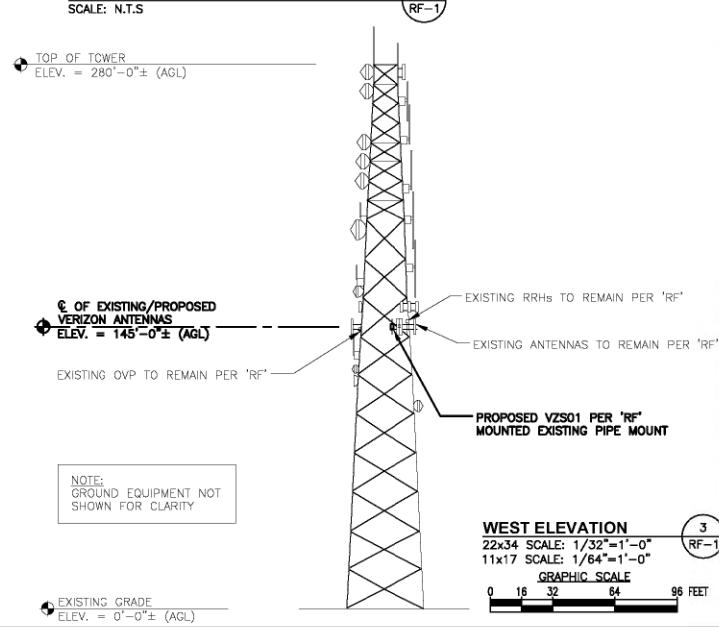 SCALE: N.T.S
RF-1
TOP OF TOWER
ELEV. = 280'-0"± (AGL)
℄ OF EXISTING/PROPOSED
VERIZON ANTENNAS
ELEV. = 145'-0"± (AGL)
EXISTING RRHs TO REMAIN PER 'RF'
EXISTING ANTENNAS TO REMAIN PER 'RF'
EXISTING OVP TO REMAIN PER 'RF'
PROPOSED VZS01 PER 'RF'
MOUNTED EXISTING PIPE MOUNT
NOTE:
GROUND EQUIPMENT NOT
SHOWN FOR CLARITY
WEST ELEVATION
3
RF-1
22x34 SCALE: 1/32"=1'-0"
11x17 SCALE: 1/64"=1'-0"
GRAPHIC SCALE
0 16 32 64 96 FEET
EXISTING GRADE
ELEV. = 0'-0"± (AGL)